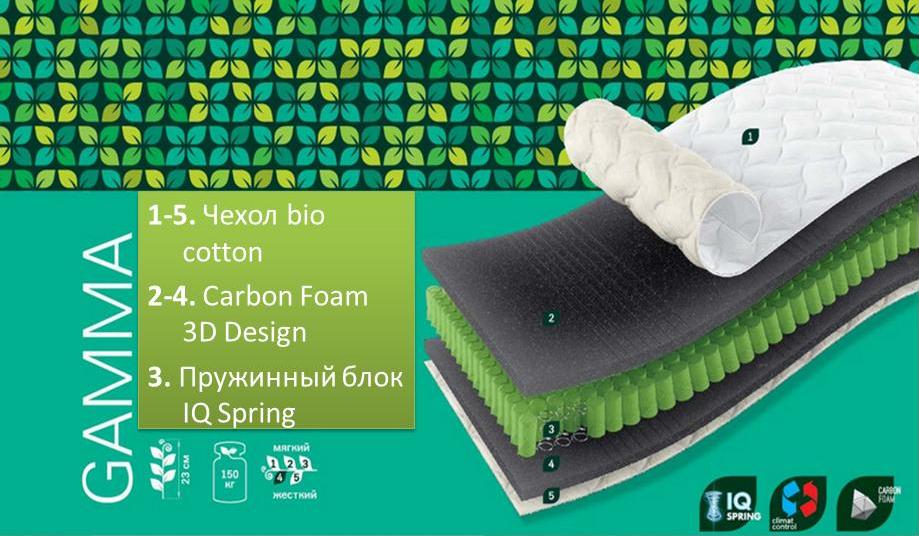 GAMMA
1-5. Чехол bio
cotton
2-4. Carbon Foam
3D Design
3. Пружинный блок
IQ Spring
23 см
150
кг
мягкий
1 2 3
4 5
жесткий
1
2
3
4
5
IQ
SPRING
climat
control
CARBON
FOAM